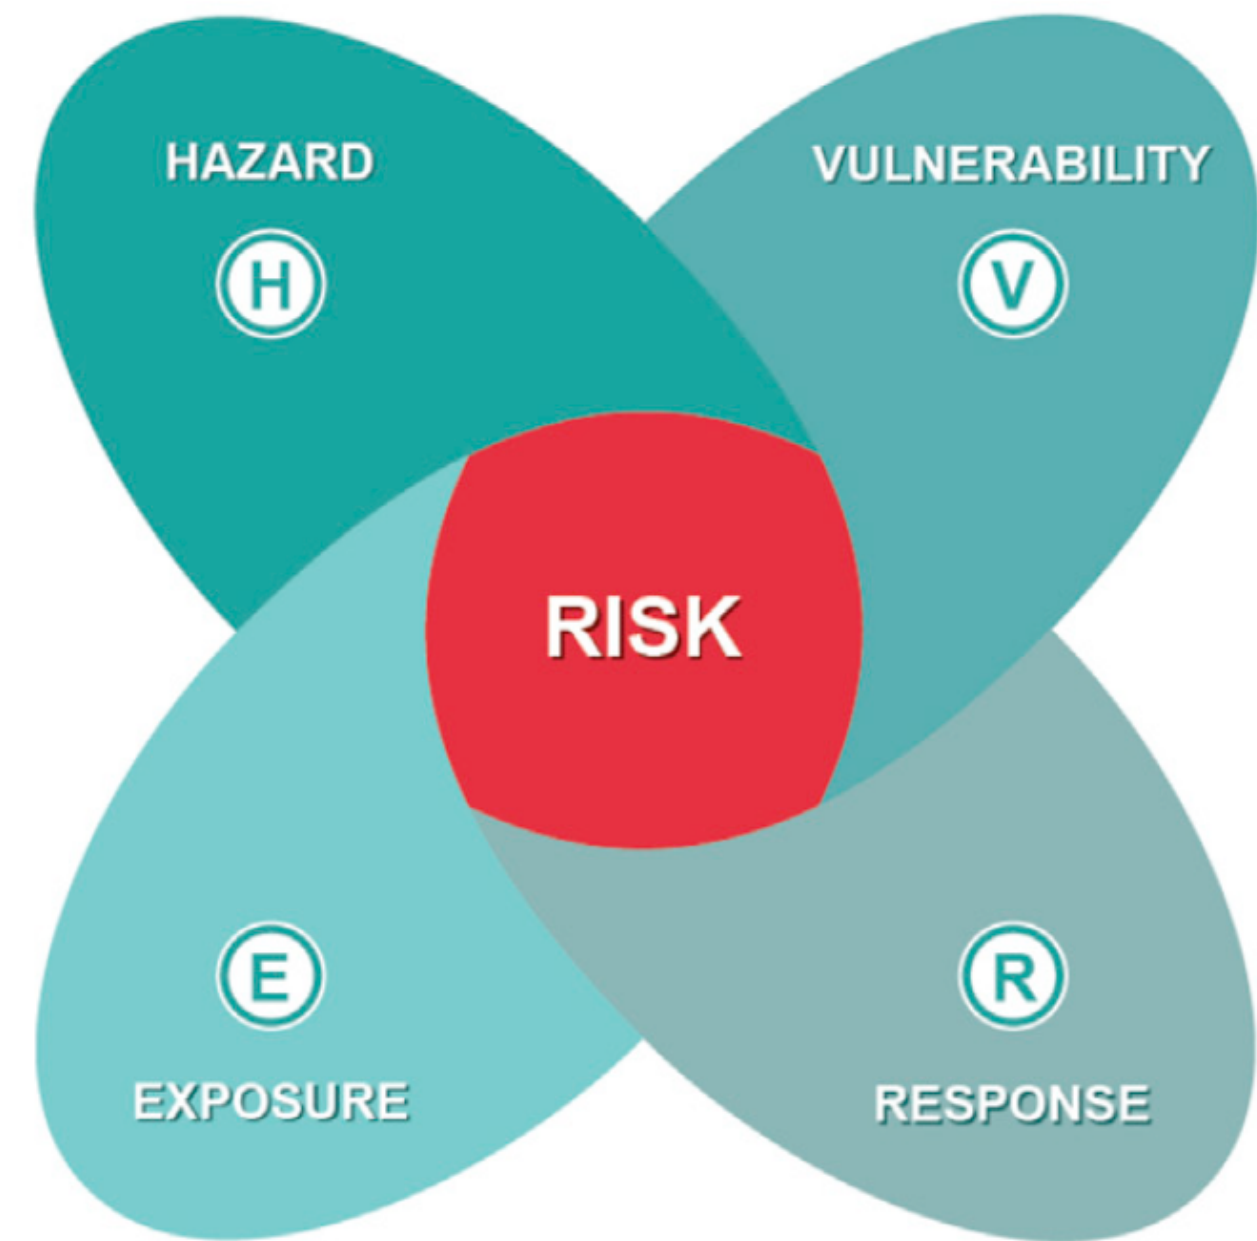 HAZARD
H
VULNERABILITY
V
RISK
E
EXPOSURE
R
RESPONSE